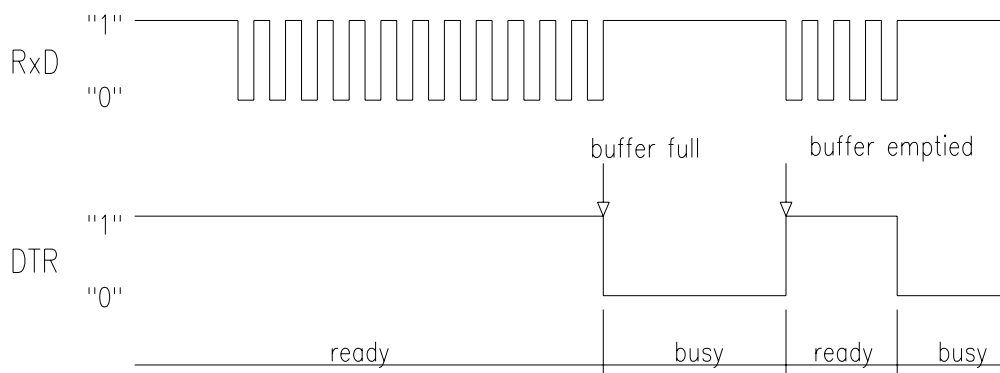 "1"
RxD
"0"
buffer full buffer emptied
"1"
DTR
"0"
ready busy ready busy